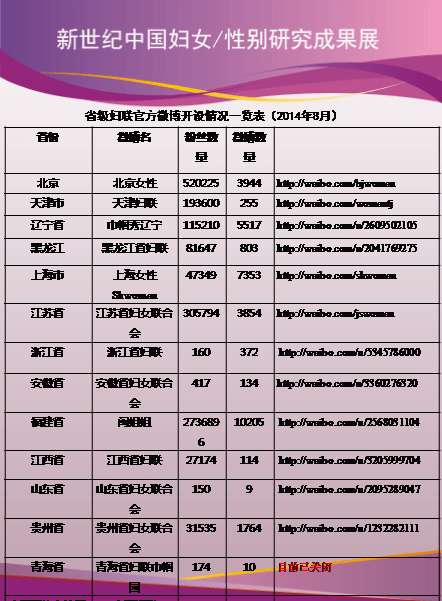 新世纪中国妇女/性别研究成果展
省级妇联官方微博开设情况一览表（2014年8月）
省份 微博名 粉丝数量 微博数量
北京 北京女性 520225 3944 http://weibo.com/bjwoman
天津市 天津妇联 193600 255 http://weibo.com/womentj
辽宁省 巾帼秀辽宁 115210 5517 http://weibo.com/u/2609502105
黑龙江 黑龙江省妇联 81647 803 http://weibo.com/u/2041769275
上海市 上海女性 47349 7353 http://weibo.com/shwomen
Shwomen
江苏省 江苏省妇女联合 305794 3854 http://weibo.com/jswomen
会
浙江省 浙江省妇联 160 372 http://weibo.com/u/5345786000
安徽省 安徽省妇女联合 417 134 http://weibo.com/u/3360276320
会
福建省 闽姐姐 273689 10205 http://weibo.com/u/2568031104
6
江西省 江西省妇联 27174 114 http://weibo.com/u/3205999704
山东省 山东省妇女联合 150 9 http://weibo.com/u/2095289047
会
贵州省 贵州省妇女联合 31535 1764 http://weibo.com/u/1232282111
会
青海省 青海省妇联巾帼 174 10 目前已关闭
园